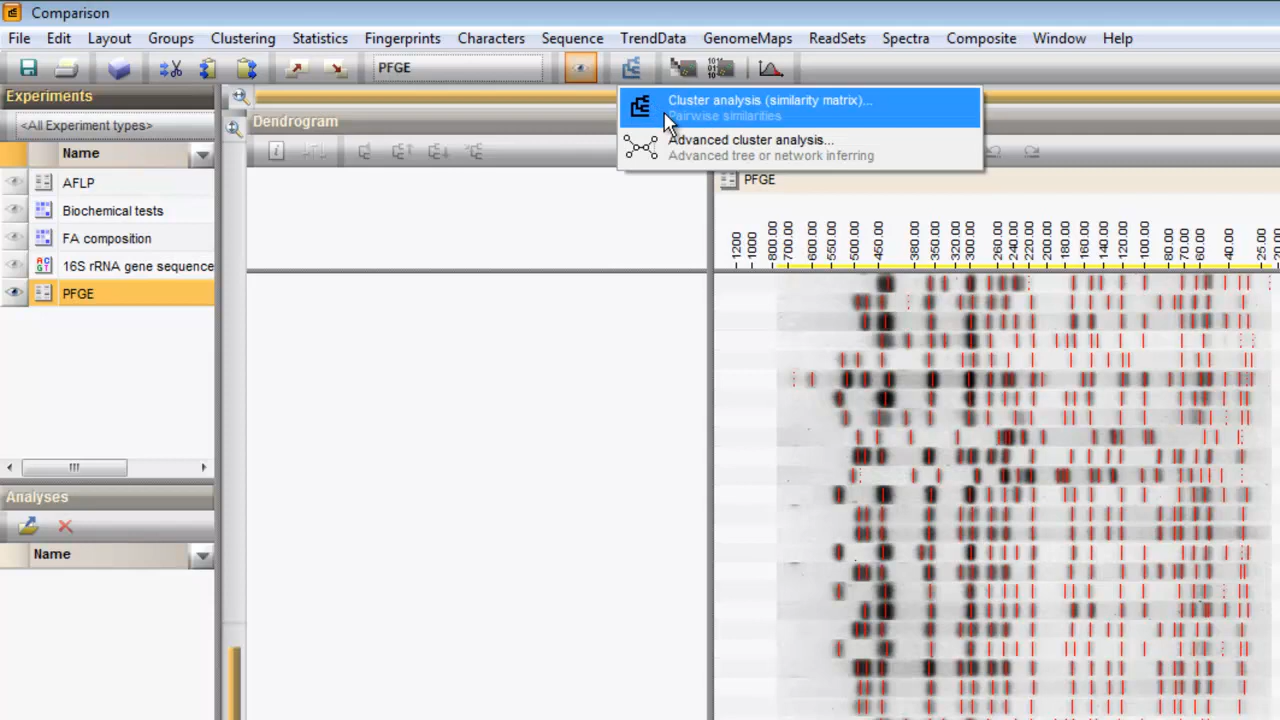 Comparison
File Edit Layout Groups Clustering Statistics Fingerprints Characters Sequence TrendData GenomeMaps ReadSets Spectra Composite Window Help
PFGE
Experiments
<All Experiment types>
Name
AFLP
Biochemical tests
FA composition
16S rRNA gene sequence
PFGE
Analyses
Name
Dendrogram
Cluster analysis (similarity matrix)...
Pairwise similarities
Advanced cluster analysis...
Advanced tree or network inferring
PFGE
1200 1000 800.00 700.00 600.00 550.00 500.00 450.00 380.00 350.00 320.00 300.00 260.00 240.00 220.00 200.00 180.00 160.00 140.00 120.00 100.00 80.00 70.00 60.00 40.00 25.00